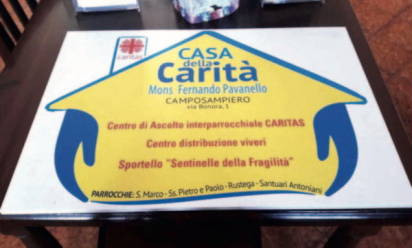 caritas
CASA
della
Carità
Mons Fernando Pavanello
CAMPOSAMPIERO
via Bonora, 1
Centro di Ascolto interparrocchiale CARITAS
Centro distribuzione viveri
Sportello "Sentinelle della Fragilità"
PARROCCHIE: S. Marco - Ss. Pietro e Paolo - Rustega - Santuari Antoniani